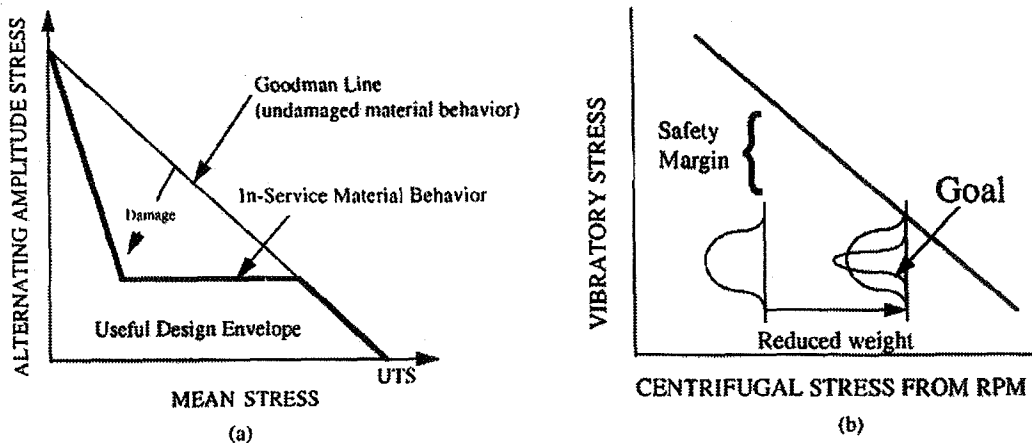 ALTERNATING AMPLITUDE STRESS
Goodman Line
(undamaged material behavior)
In-Service Material Behavior
Damage
Useful Design Envelope
UTS
MEAN STRESS
(a)
VIBRATORY STRESS
Safety
Margin
{
Goal
Reduced weight
CENTRIFUGAL STRESS FROM RPM
(b)